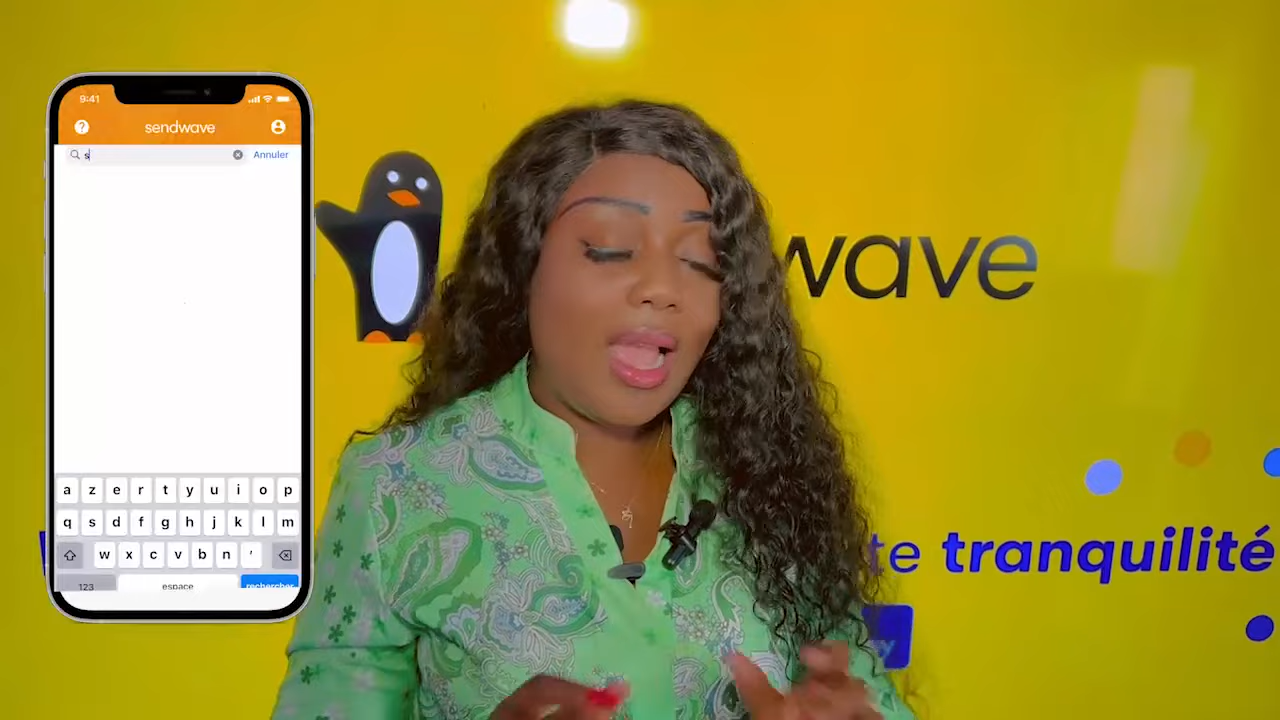 9:41
sendwave
s
Annuler
a z e r t y u i o p
q s d f g h j k l m
w x c v b n ’
123 espace rechercher
wave
te tranquilité